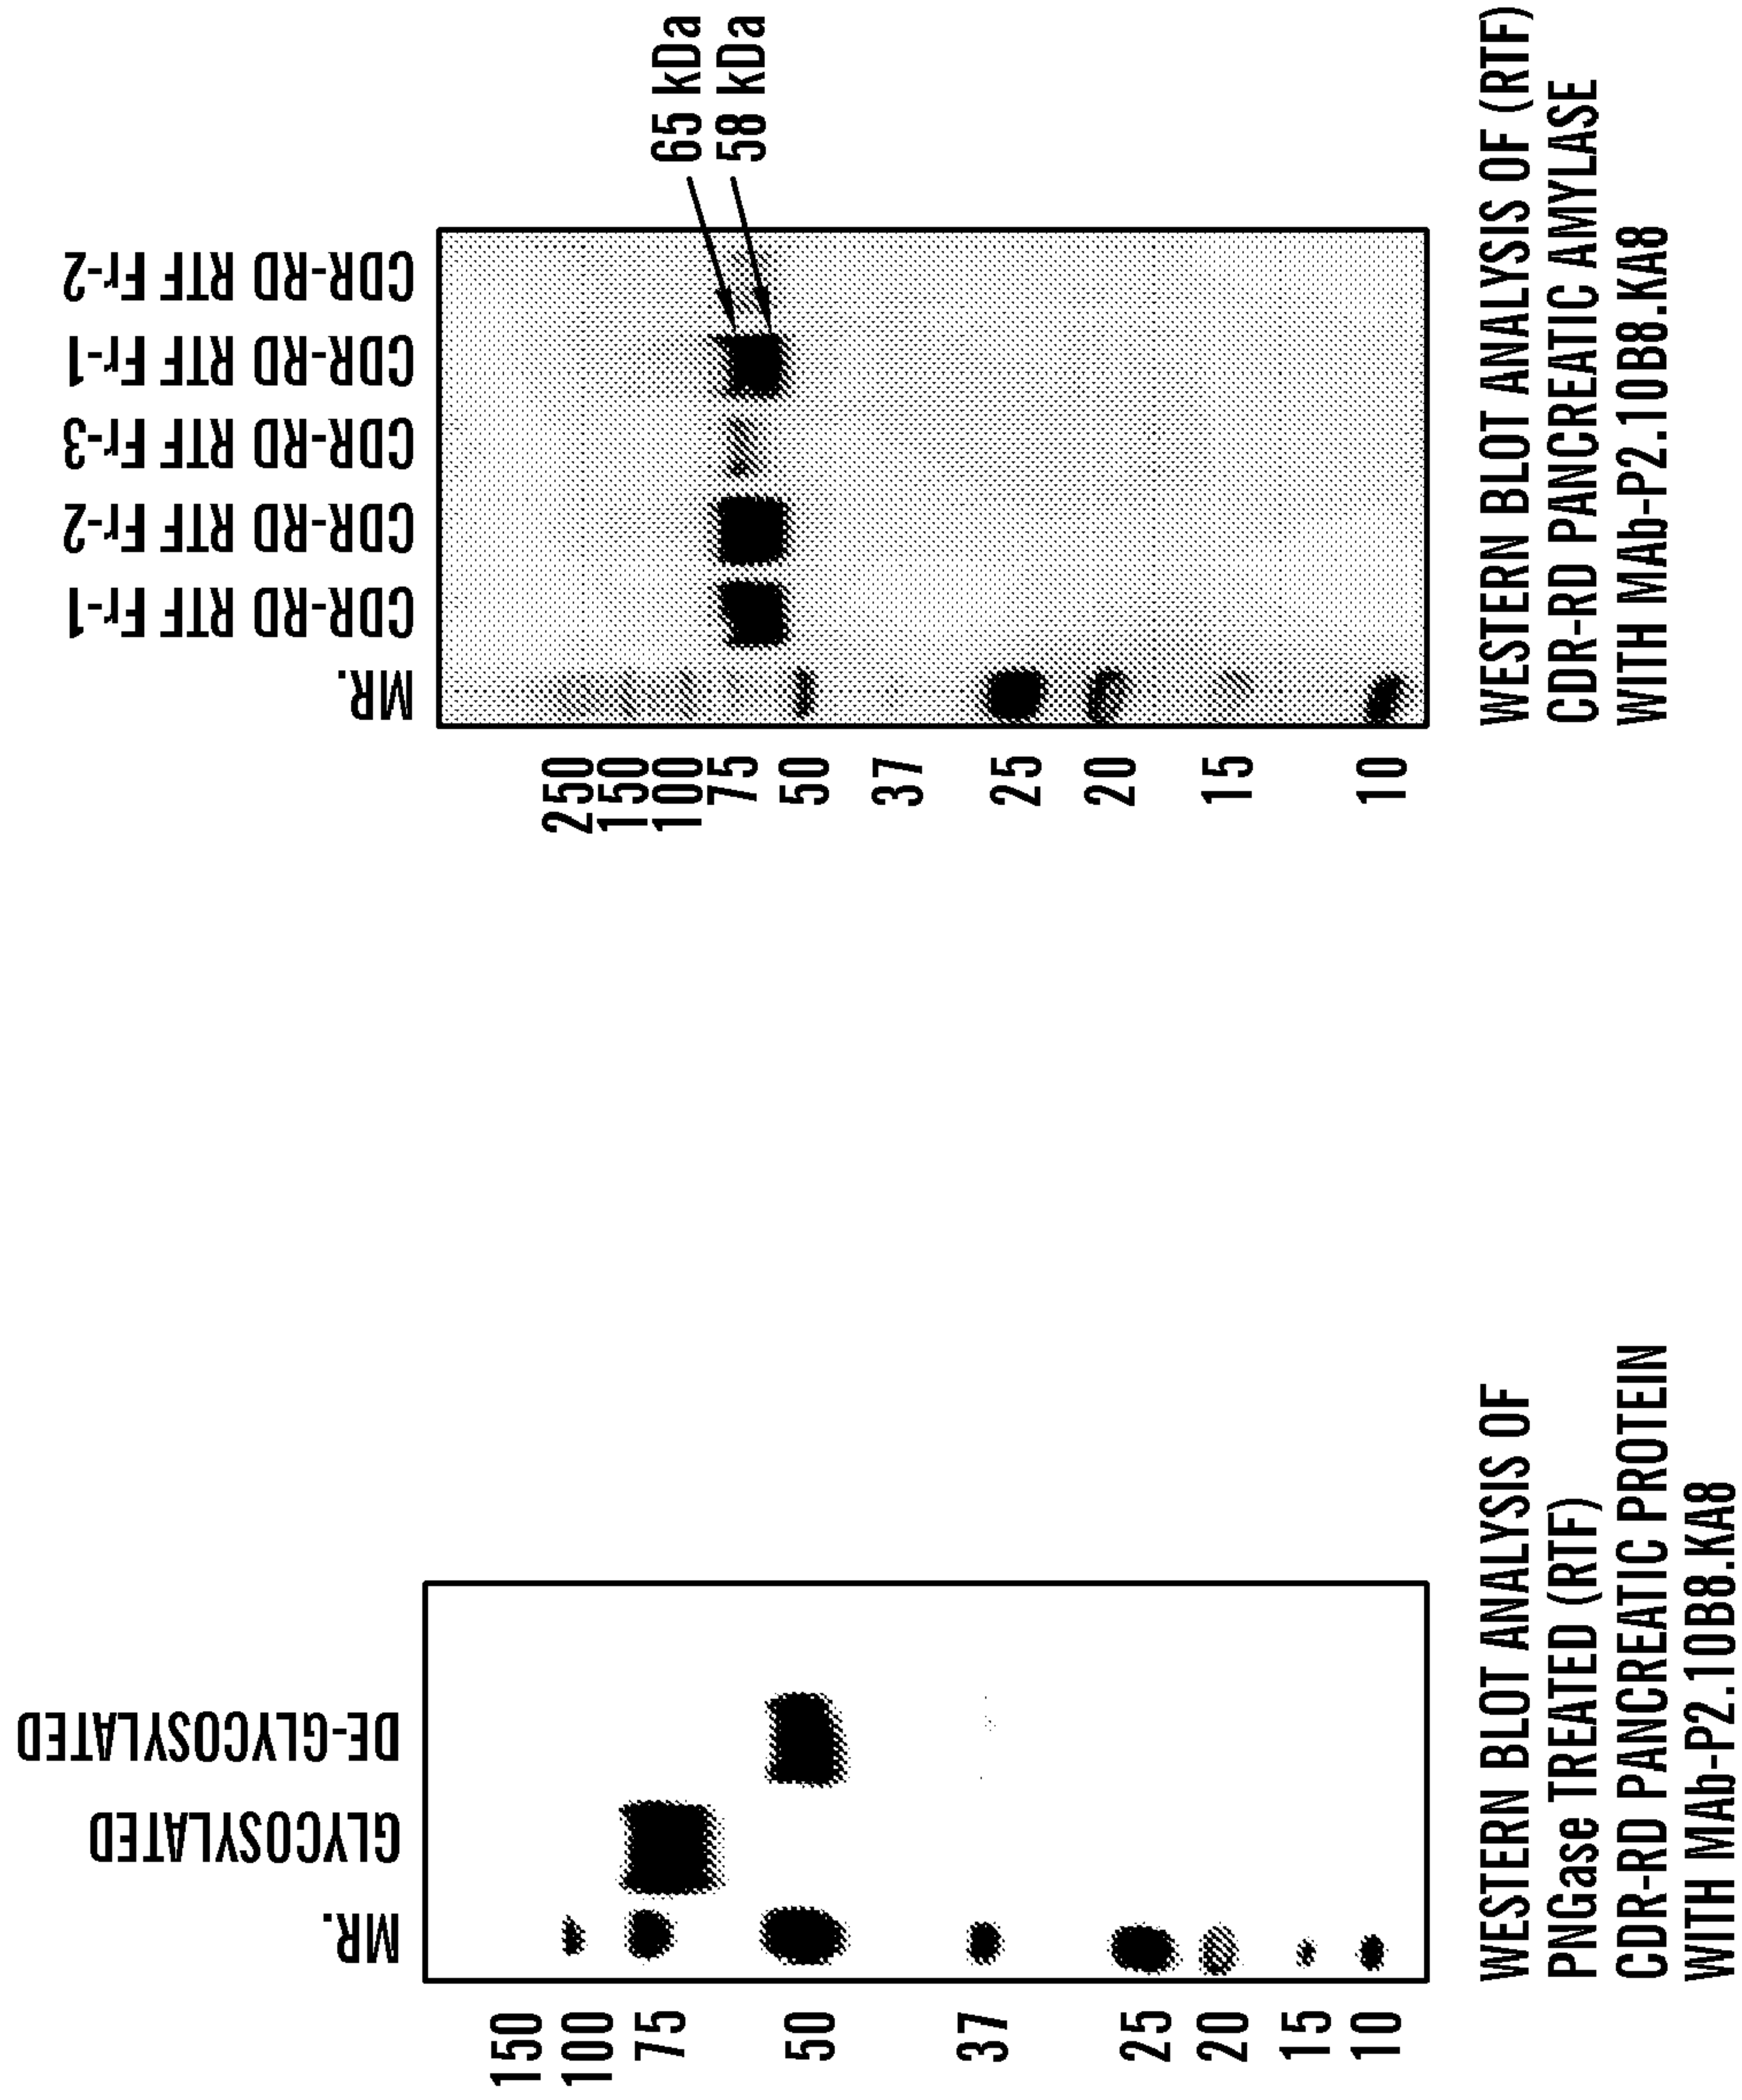 MR.
GLYCOSYLATED
DE-GLYCOSYLATED
150
100
75
50
37
25
20
15
10
WESTERN BLOT ANALYSIS OF
PNGase TREATED (RTF)
CDR-RD PANCREATIC PROTEIN
WITH MAb-P2.10B8.KA8
MR.
CDR-RD RTF Fr-1
CDR-RD RTF Fr-2
CDR-RD RTF Fr-3
CDR-RD RTF Fr-1
CDR-RD RTF Fr-2
250
150
100
75
50
37
25
20
15
10
65 kDa
58 kDa
WESTERN BLOT ANALYSIS OF (RTF)
CDR-RD PANCREATIC AMYLASE
WITH MAb-P2.10B8.KA8